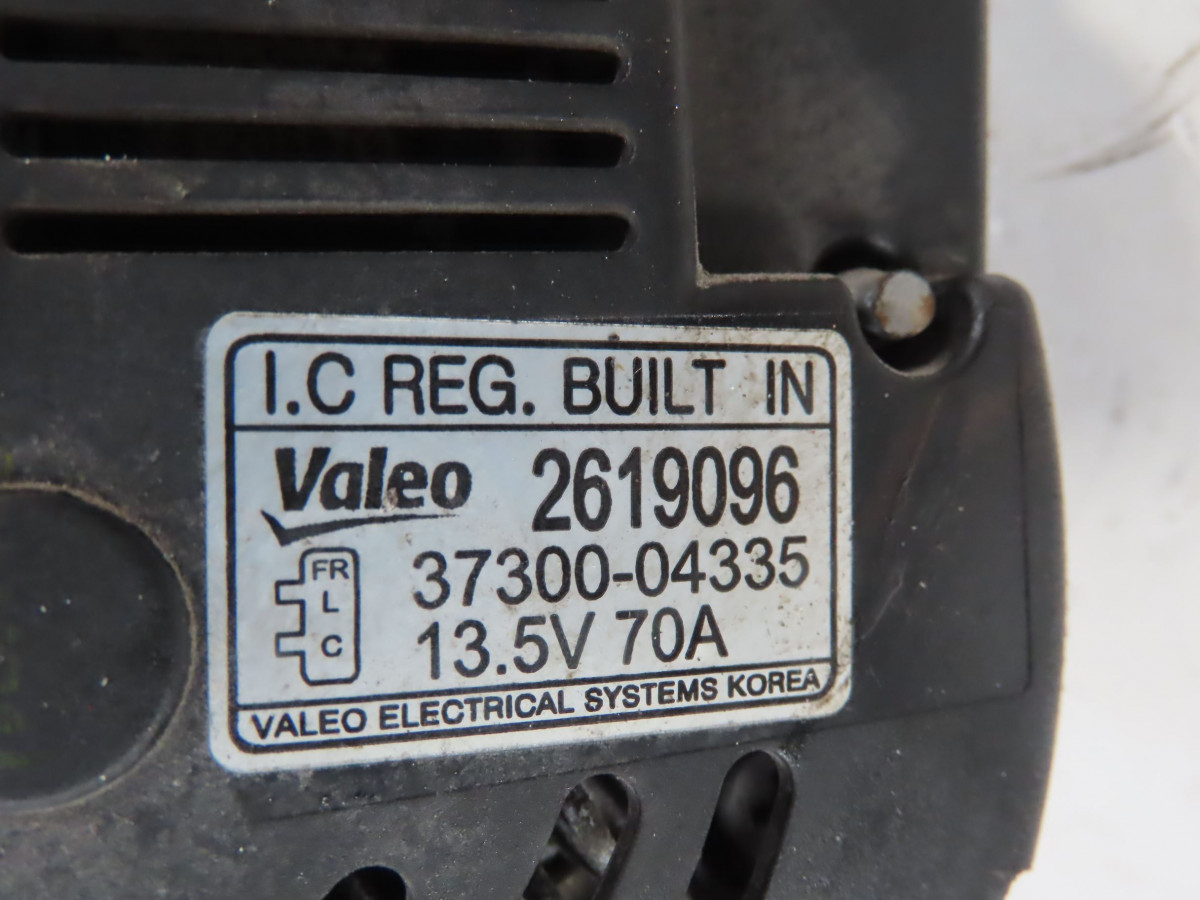 I.C REG. BUILT IN
Valeo 2619096
FR
L
C
37300-04335
13.5V 70A
VALEO ELECTRICAL SYSTEMS KOREA